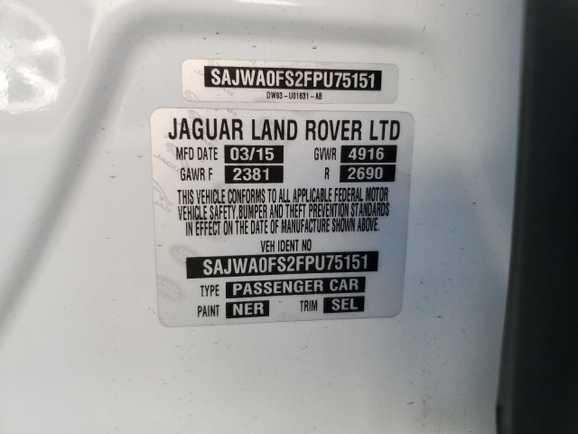 SAJWA0FS2FPU75151
DW93-U01631-AB
JAGUAR LAND ROVER LTD
MFD DATE 03/15 GVWR 4916
GAWR F 2381 R 2690
THIS VEHICLE CONFORMS TO ALL APPLICABLE FEDERAL MOTOR
VEHICLE SAFETY,BUMPER AND THEFT PREVENTION STANDARDS
IN EFFECT ON THE DATE OF MANUFACTURE SHOWN ABOVE.
VEH IDENT NO
SAJWA0FS2FPU75151
TYPE PASSENGER CAR
PAINT NER TRIM SEL